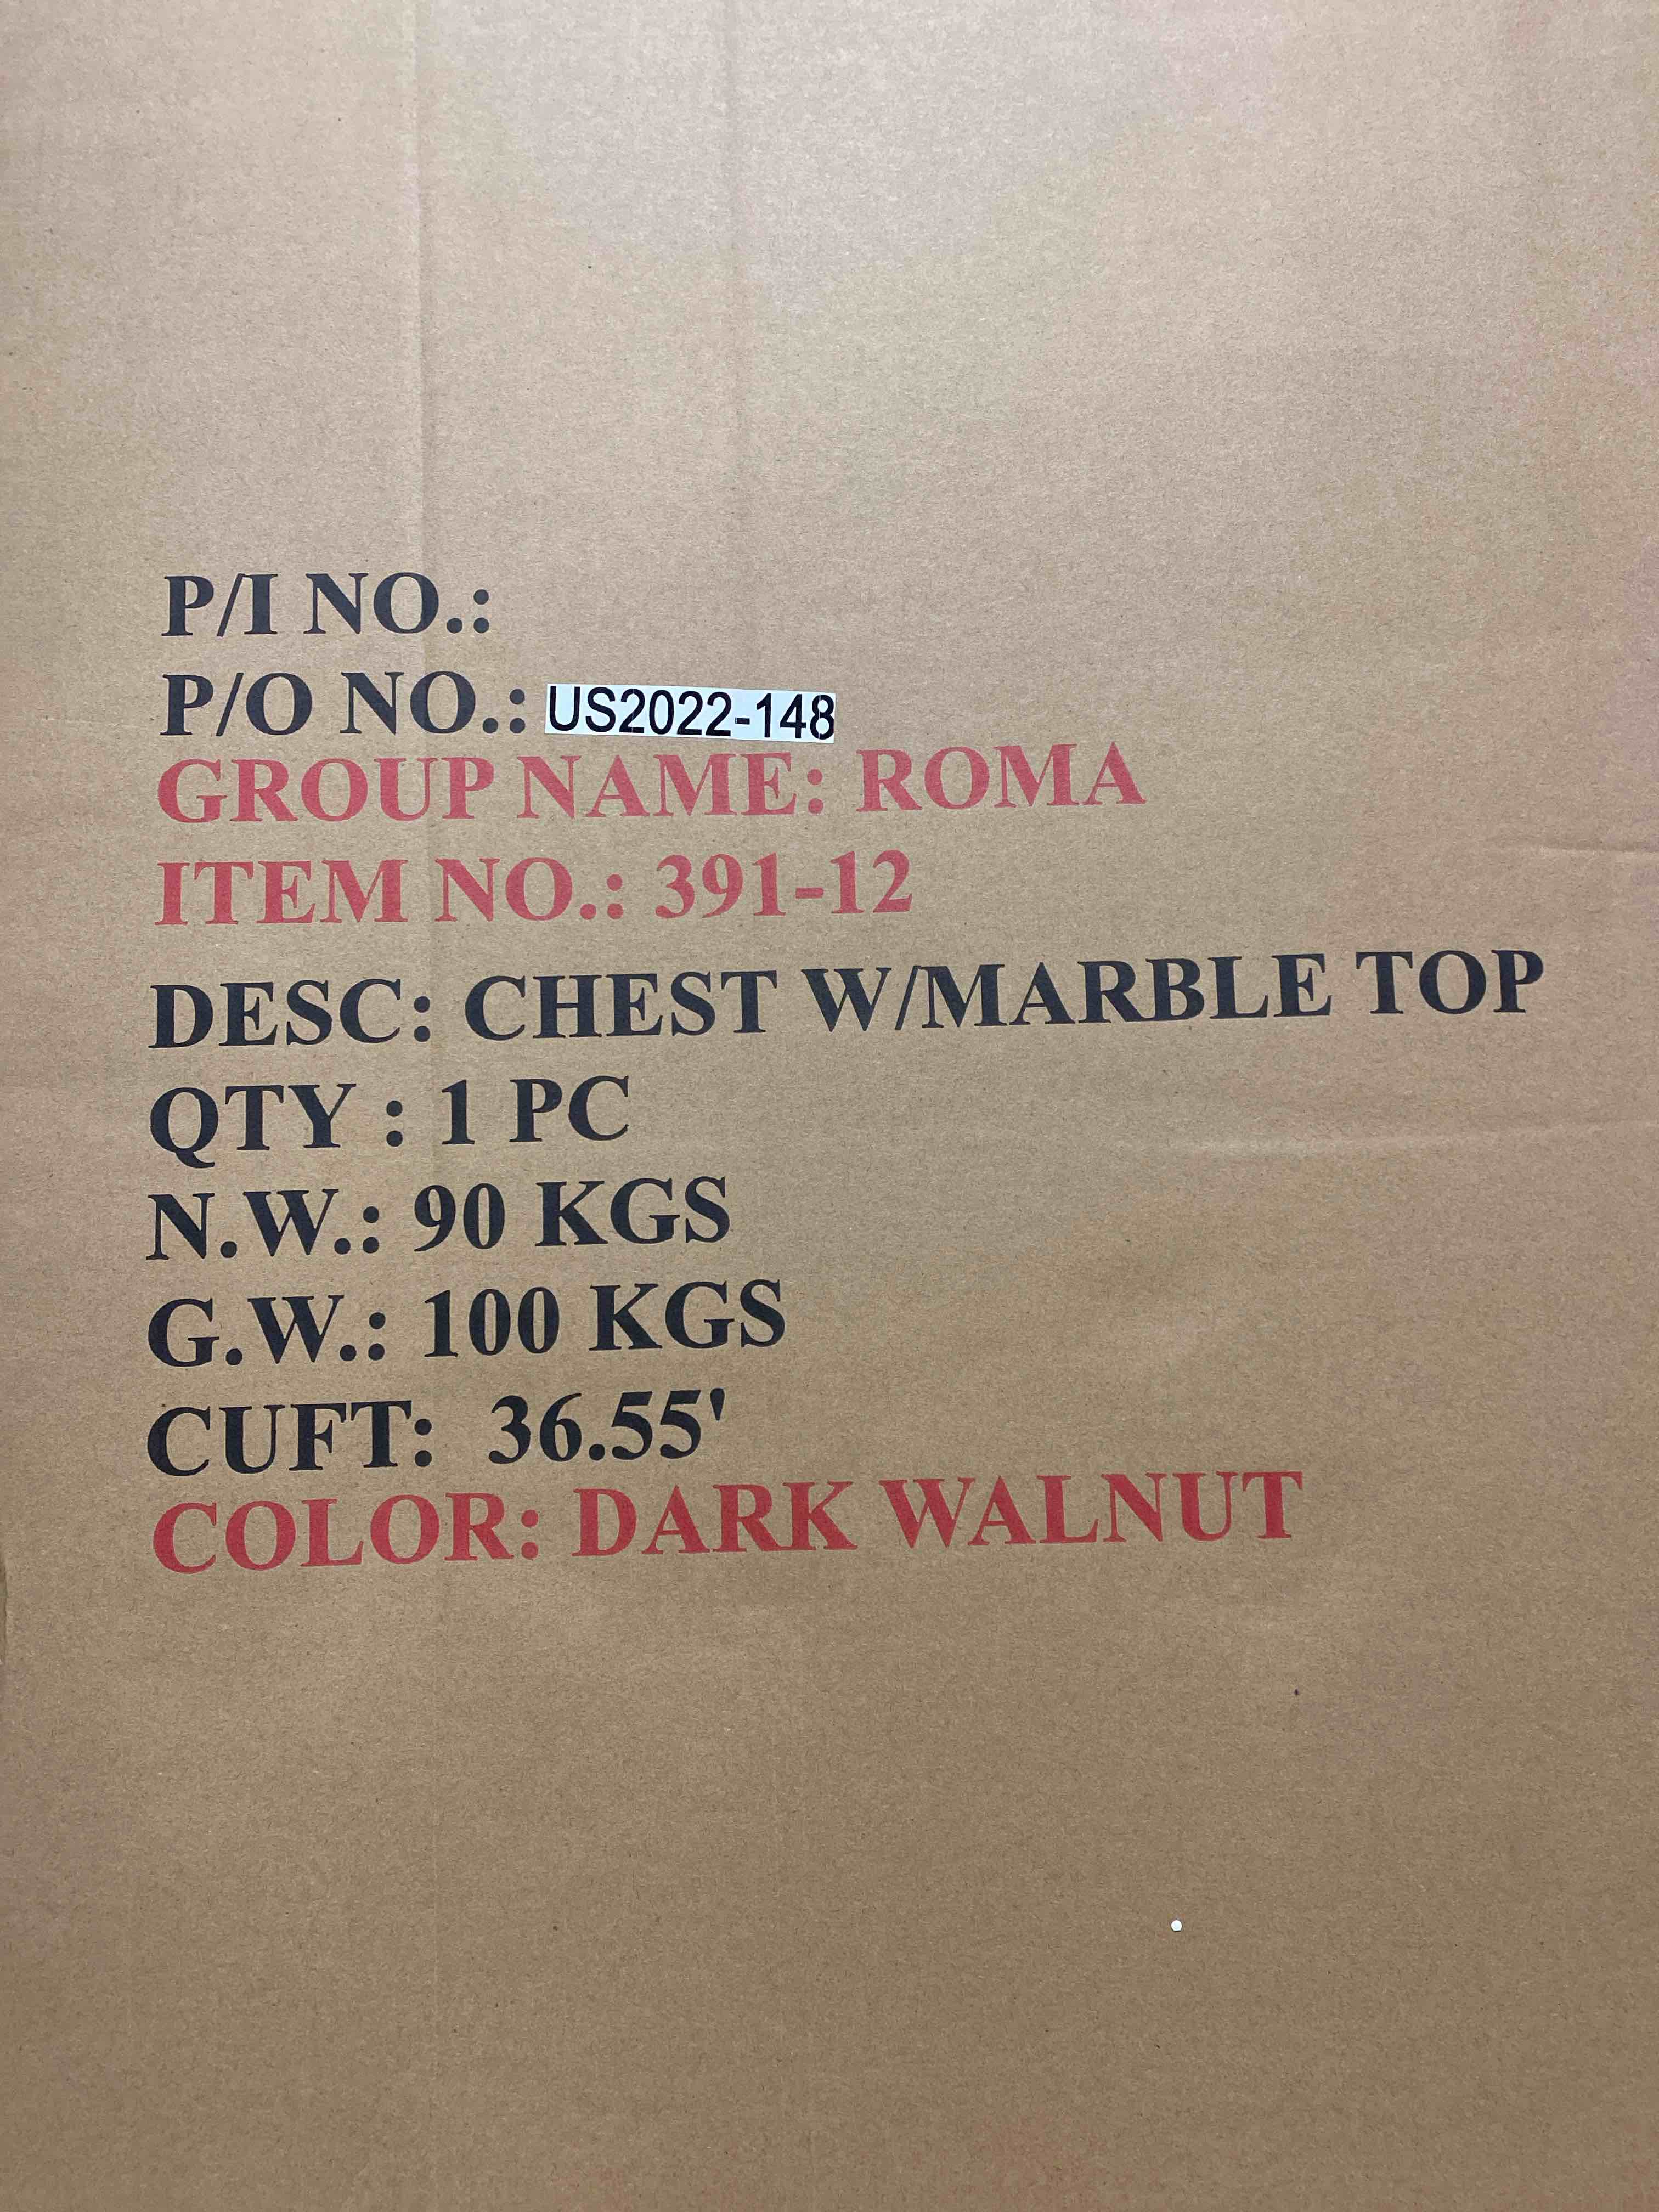 P/I NO.:
P/O NO.: US2022-148
GROUP NAME: ROMA
ITEM NO.: 391-12
DESC: CHEST W/MARBLE TOP
QTY : 1 PC
N.W.: 90 KGS
G.W.: 100 KGS
CUFT: 36.55'
COLOR: DARK WALNUT